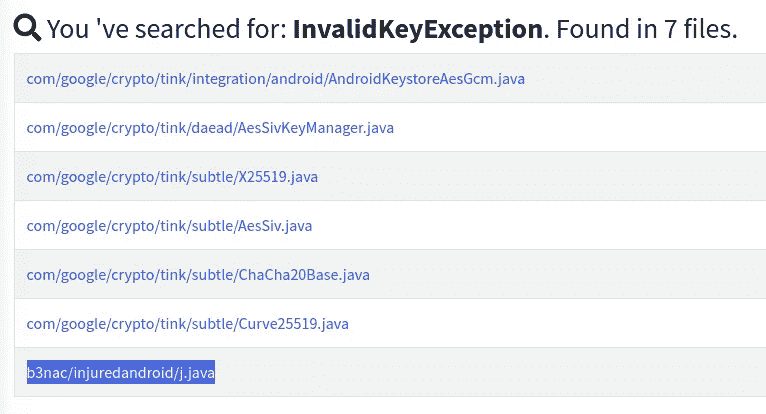 You 've searched for: InvalidKeyException. Found in 7 files.
com/google/crypto/tink/integration/android/AndroidKeystoreAesGcm.java
com/google/crypto/tink/daead/AesSivKeyManager.java
com/google/crypto/tink/subtle/X25519.java
com/google/crypto/tink/subtle/AesSiv.java
com/google/crypto/tink/subtle/ChaCha20Base.java
com/google/crypto/tink/subtle/Curve25519.java
b3nac/injuredandroid/j.java